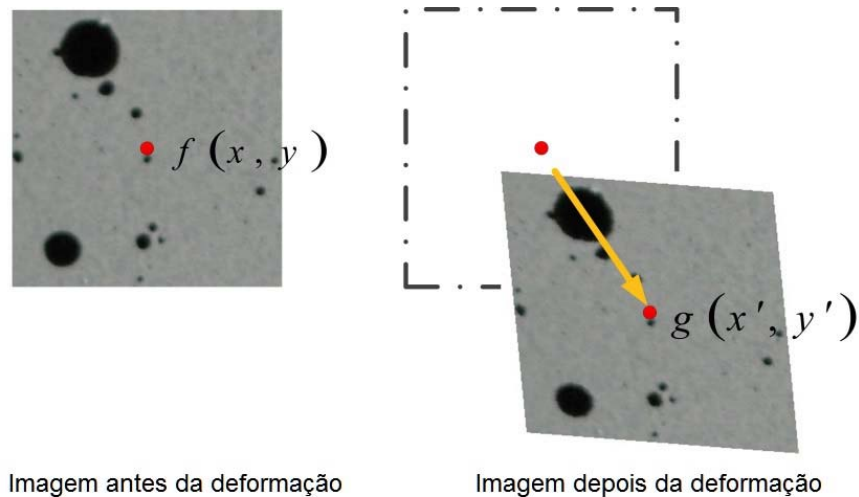 f (x , y )
g (x′, y′)
Imagem antes da deformação
Imagem depois da deformação